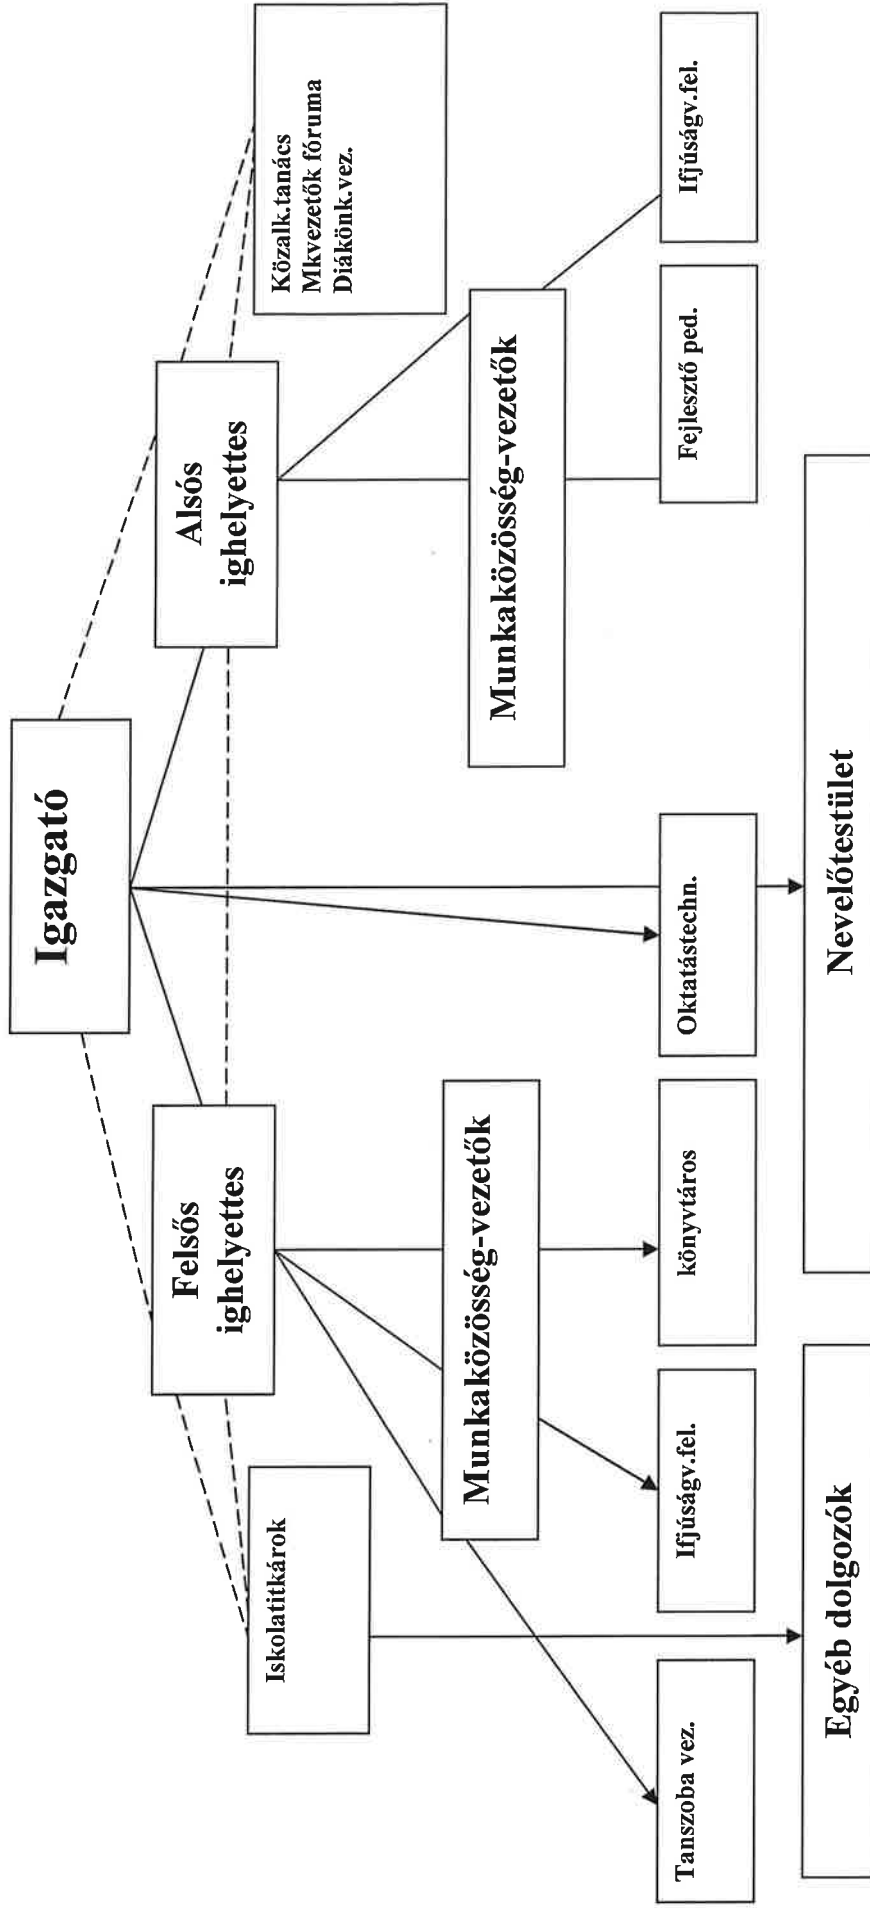 Igazgató
Felsős
ighelyettes
Alsós
ighelyettes
Iskolatitkárok
Közalk.tanács
Mkvezetők fóruma
Diákönk.vez.
Munkaközösség-vezetők
Munkaközösség-vezetők
Tanszoba vez.
Ifjúságv.fel.
könyvtáros
Oktatástechn.
Fejlesztő ped.
Ifjúságv.fel.
Egyéb dolgozók
Nevelőtestület